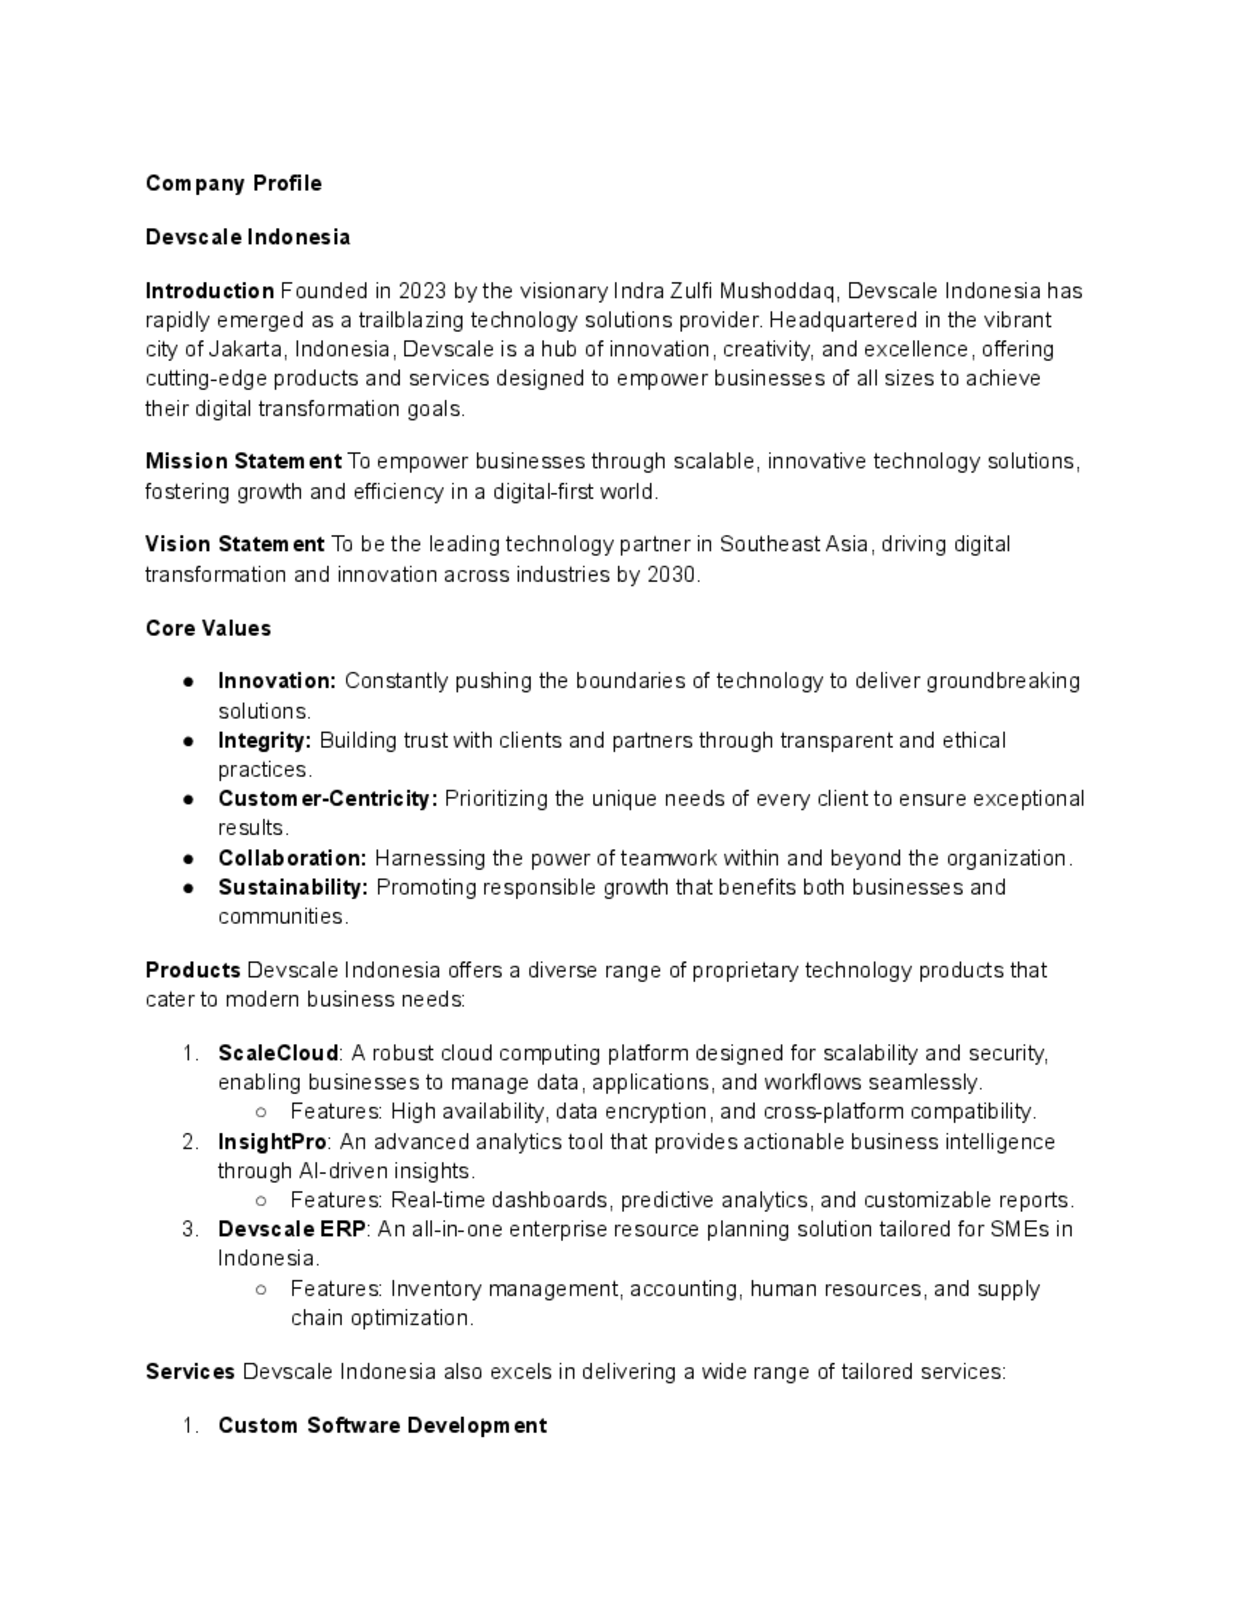 Company Profile
Devscale Indonesia
Introduction Founded in 2023 by the visionary Indra Zulfi Mushoddaq, Devscale Indonesia has
rapidly emerged as a trailblazing technology solutions provider. Headquartered in the vibrant
city of Jakarta, Indonesia, Devscale is a hub of innovation, creativity, and excellence, offering
cutting-edge products and services designed to empower businesses of all sizes to achieve
their digital transformation goals.
Mission Statement To empower businesses through scalable, innovative technology solutions,
fostering growth and efficiency in a digital-first world.
Vision Statement To be the leading technology partner in Southeast Asia, driving digital
transformation and innovation across industries by 2030.
Core Values
● Innovation: Constantly pushing the boundaries of technology to deliver groundbreaking
solutions.
● Integrity: Building trust with clients and partners through transparent and ethical
practices.
● Customer-Centricity: Prioritizing the unique needs of every client to ensure exceptional
results.
● Collaboration: Harnessing the power of teamwork within and beyond the organization.
● Sustainability: Promoting responsible growth that benefits both businesses and
communities.
Products Devscale Indonesia offers a diverse range of proprietary technology products that
cater to modern business needs:
1. ScaleCloud: A robust cloud computing platform designed for scalability and security,
enabling businesses to manage data, applications, and workflows seamlessly.
○ Features: High availability, data encryption, and cross-platform compatibility.
2. InsightPro: An advanced analytics tool that provides actionable business intelligence
through AI-driven insights.
○ Features: Real-time dashboards, predictive analytics, and customizable reports.
3. Devscale ERP: An all-in-one enterprise resource planning solution tailored for SMEs in
Indonesia.
○ Features: Inventory management, accounting, human resources, and supply
chain optimization.
Services Devscale Indonesia also excels in delivering a wide range of tailored services:
1. Custom Software Development